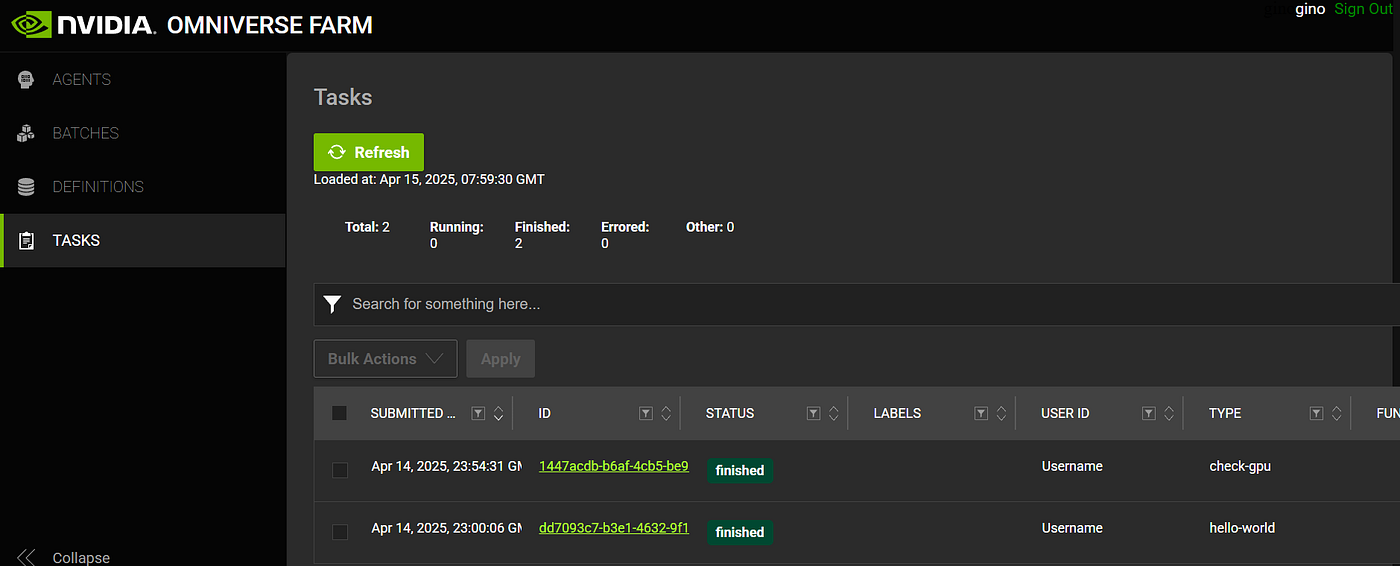 NVIDIA. OMNIVERSE FARM
gino Sign Out
AGENTS
BATCHES
DEFINITIONS
TASKS
Collapse
Tasks
Refresh
Loaded at: Apr 15, 2025, 07:59:30 GMT
Total: 2 Running: 0 Finished: 2 Errored: 0 Other: 0
Search for something here...
Bulk Actions Apply
SUBMITTED ... ID STATUS LABELS USER ID TYPE FUN
Apr 14, 2025, 23:54:31 GM 1447acdb-b6af-4cb5-be9 finished Username check-gpu
Apr 14, 2025, 23:00:06 GM dd7093c7-b3e1-4632-9f1 finished Username hello-world